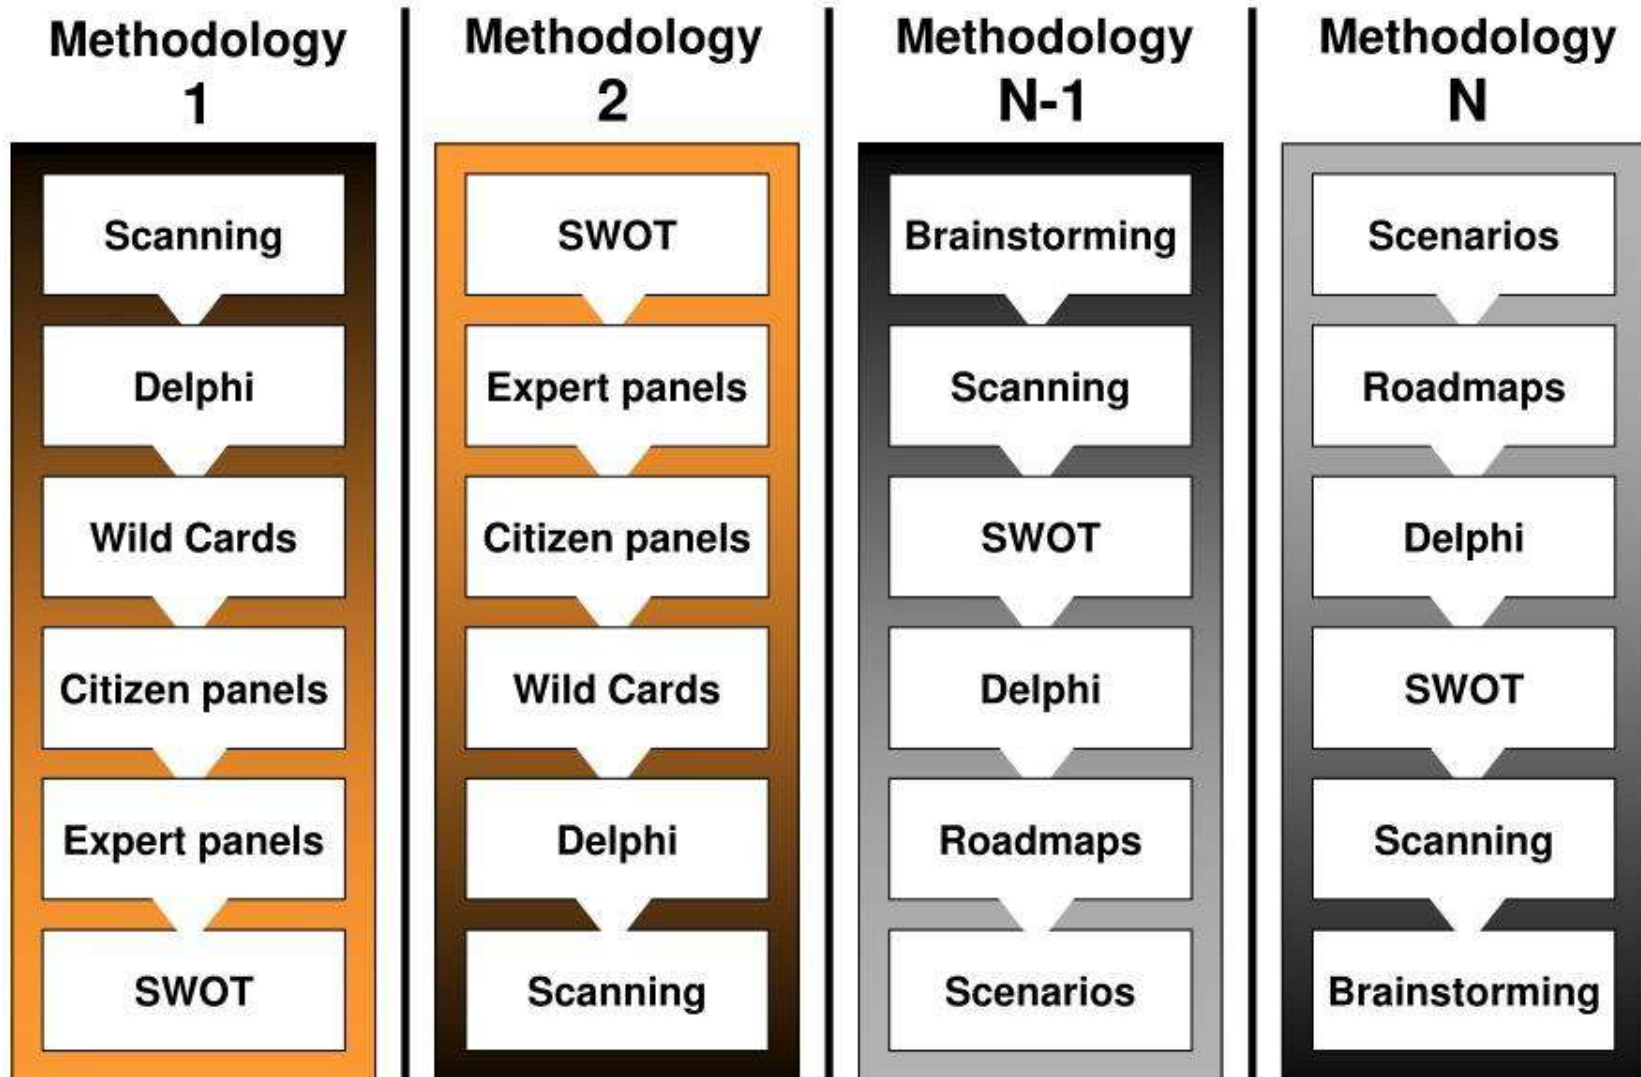 Methodology
1
Scanning
Delphi
Wild Cards
Citizen panels
Expert panels
SWOT
Methodology
2
SWOT
Expert panels
Citizen panels
Wild Cards
Delphi
Scanning
Methodology
N-1
Brainstorming
Scanning
SWOT
Delphi
Roadmaps
Scenarios
Methodology
N
Scenarios
Roadmaps
Delphi
SWOT
Scanning
Brainstorming